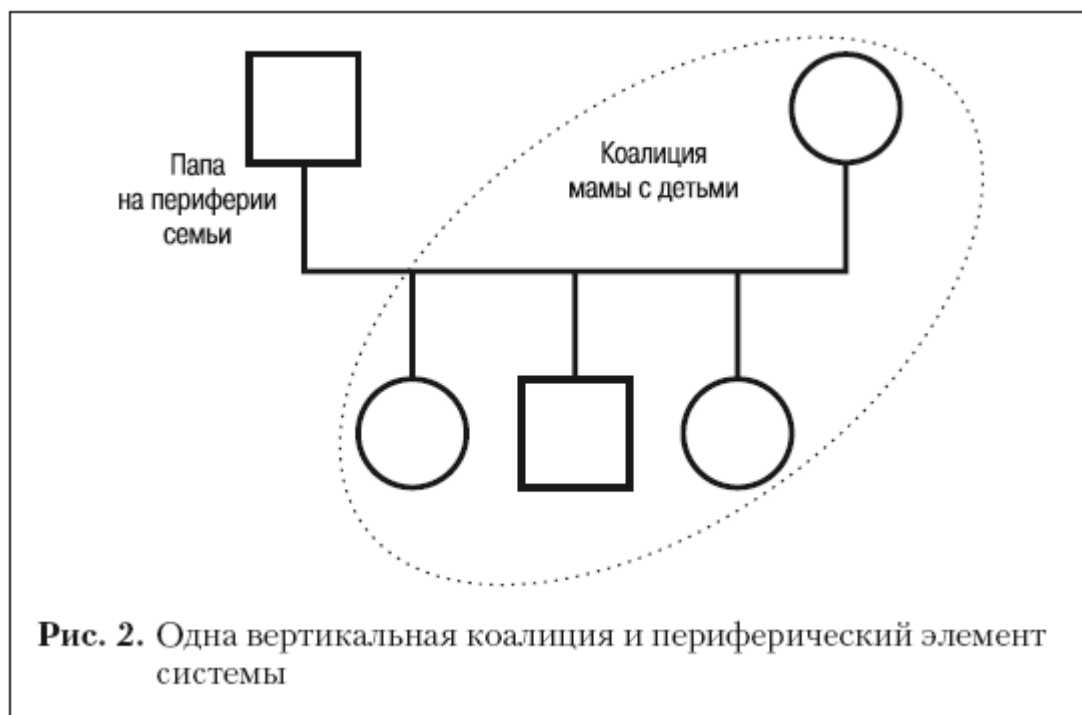 Папа
на периферии
семьи
Коалиция
мамы с детьми
Рис. 2. Одна вертикальная коалиция и периферический элемент
системы